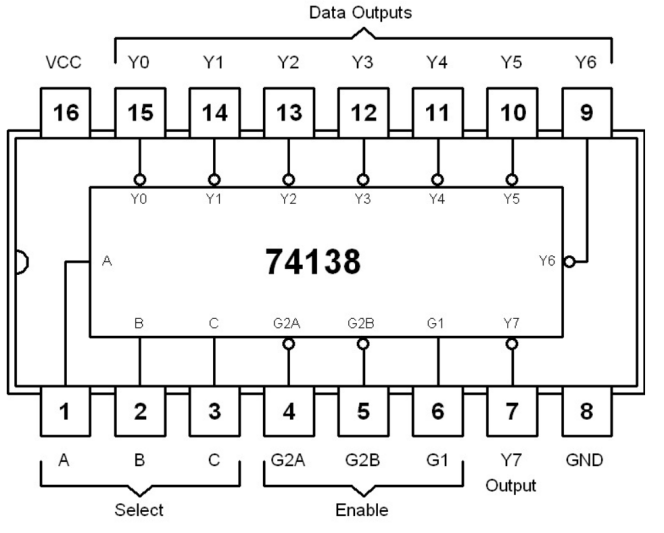 Data Outputs
VCC Y0 Y1 Y2 Y3 Y4 Y5 Y6
16 15 14 13 12 11 10 9
Y0 Y1 Y2 Y3 Y4 Y5
A 74138 Y6
B C G2A G2B G1 Y7
1 2 3 4 5 6 7 8
A B C G2A G2B G1 Y7 GND
Output
Select Enable